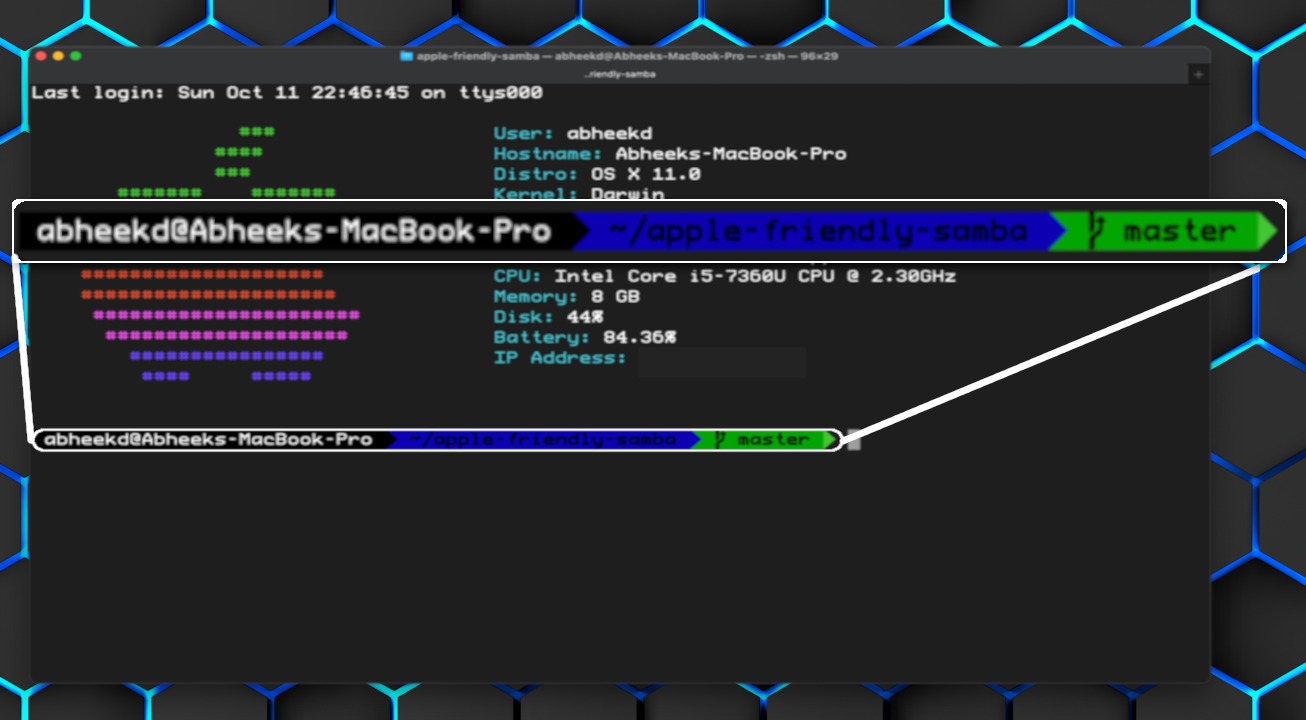 apple-friendly-samba — abheekd@Abheeks-MacBook-Pro — -zsh — 96×29
..riendly-samba
+
Last login: Sun Oct 11 22:46:45 on ttys000
###
####
###
####### #######
User: abheekd
Hostname: Abheeks-MacBook-Pro
Distro: OS X 11.0
Kernel: Darwin
abheekd@Abheeks-MacBook-Pro ~/apple-friendly-samba master
####################
#####################
######################
####################
################
#### #####
CPU: Intel Core i5-7360U CPU @ 2.30GHz
Memory: 8 GB
Disk: 44%
Battery: 84.36%
IP Address:
abheekd@Abheeks-MacBook-Pro ~/apple-friendly-samba master